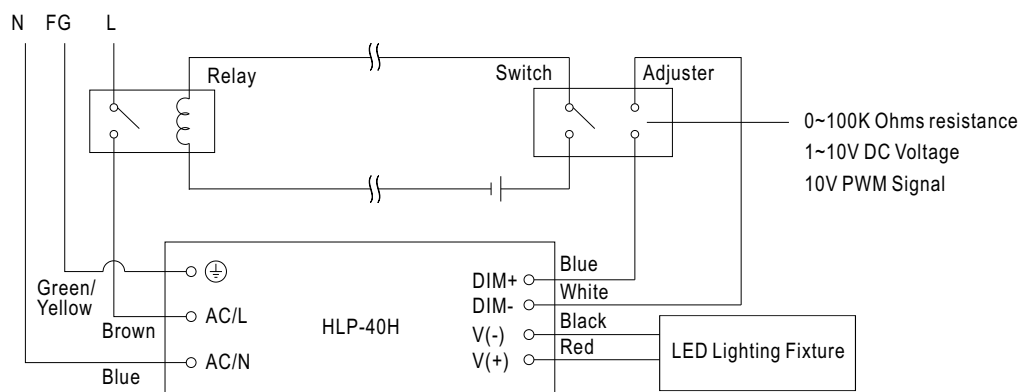 N FG L
Relay
Switch
Adjuster
0~100K Ohms resistance
1~10V DC Voltage
10V PWM Signal
Green/
Yellow
Brown
Blue
AC/L
AC/N
HLP-40H
DIM+
DIM-
V(-)
V(+)
Blue
White
Black
Red
LED Lighting Fixture